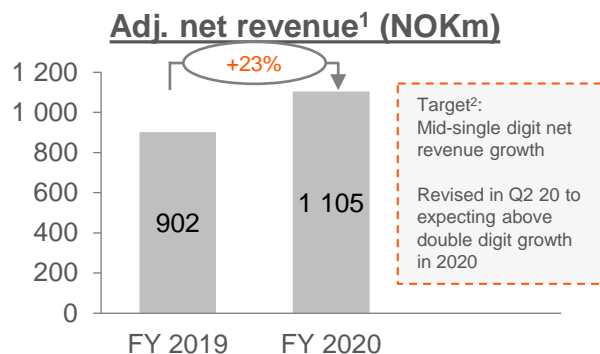 Adj. net revenue¹ (NOKm)
+23%
1 200
1 000
800
600
400
200
0
902
1 105
FY 2019
FY 2020
Target²:
Mid-single digit net
revenue growth
Revised in Q2 20 to
expecting above
double digit growth
in 2020